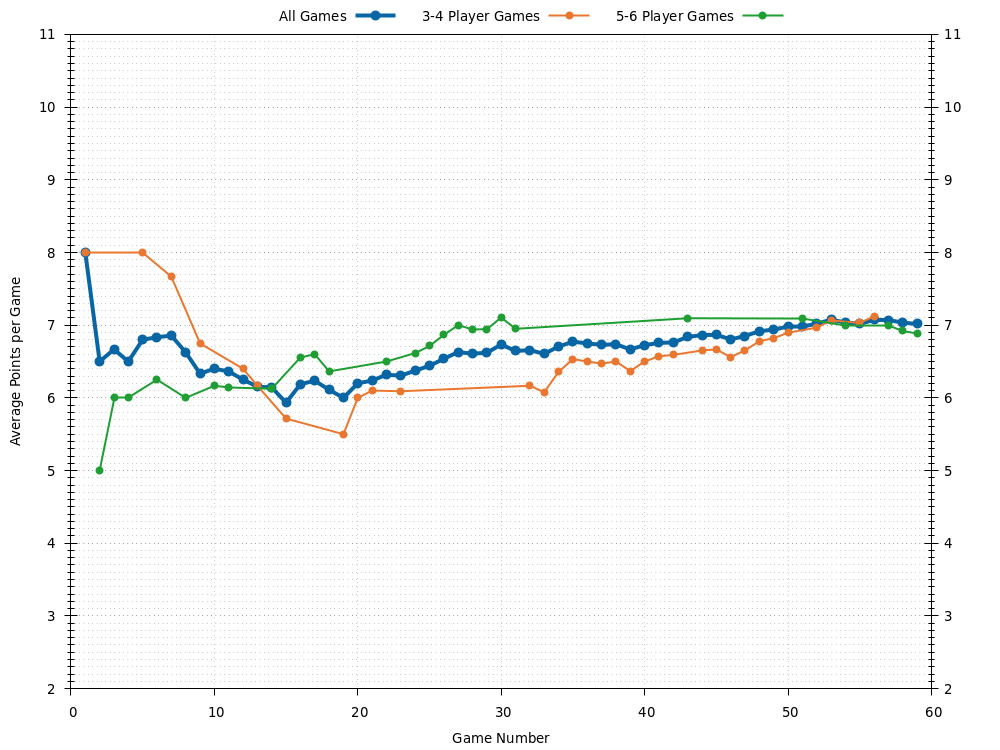 All Games 3-4 Player Games 5-6 Player Games
11 11
10 10
9 9
8 8
7 7
6 6
5 5
4 4
3 3
2 2
Average Points per Game
0 10 20 30 40 50 60
Game Number